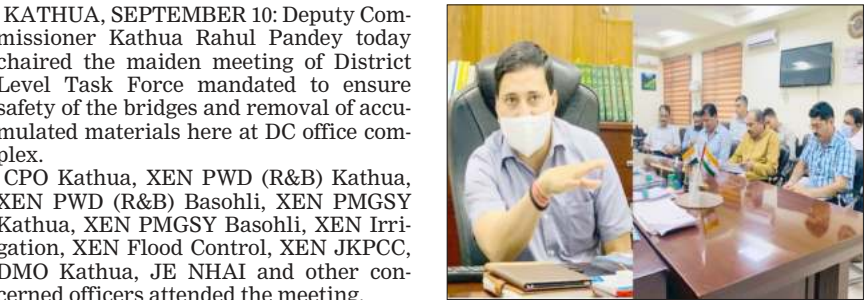 KATHUA, SEPTEMBER 10: Deputy Com-
missioner Kathua Rahul Pandey today
chaired the maiden meeting of District
Level Task Force mandated to ensure
safety of the bridges and removal of accu-
mulated materials here at DC office com-
plex.
CPO Kathua, XEN PWD (R&B) Kathua,
XEN PWD (R&B) Basohli, XEN PMGSY
Kathua, XEN PMGSY Basohli, XEN Irri-
gation, XEN Flood Control, XEN JKPCC,
DMO Kathua, JE NHAI and other con-
cerned officers attended the meeting.